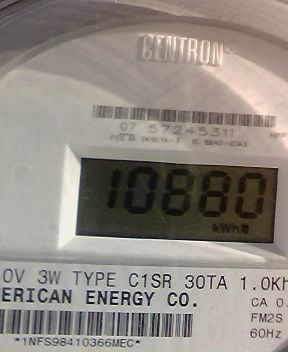 CENTRON
07 57245311
10880
kWh
0V 3W TYPE C1SR 30TA 1.0Kh
ERICAN ENERGY CO. CA 0.
FM2S
*1NFS98410366MEC* 60Hz